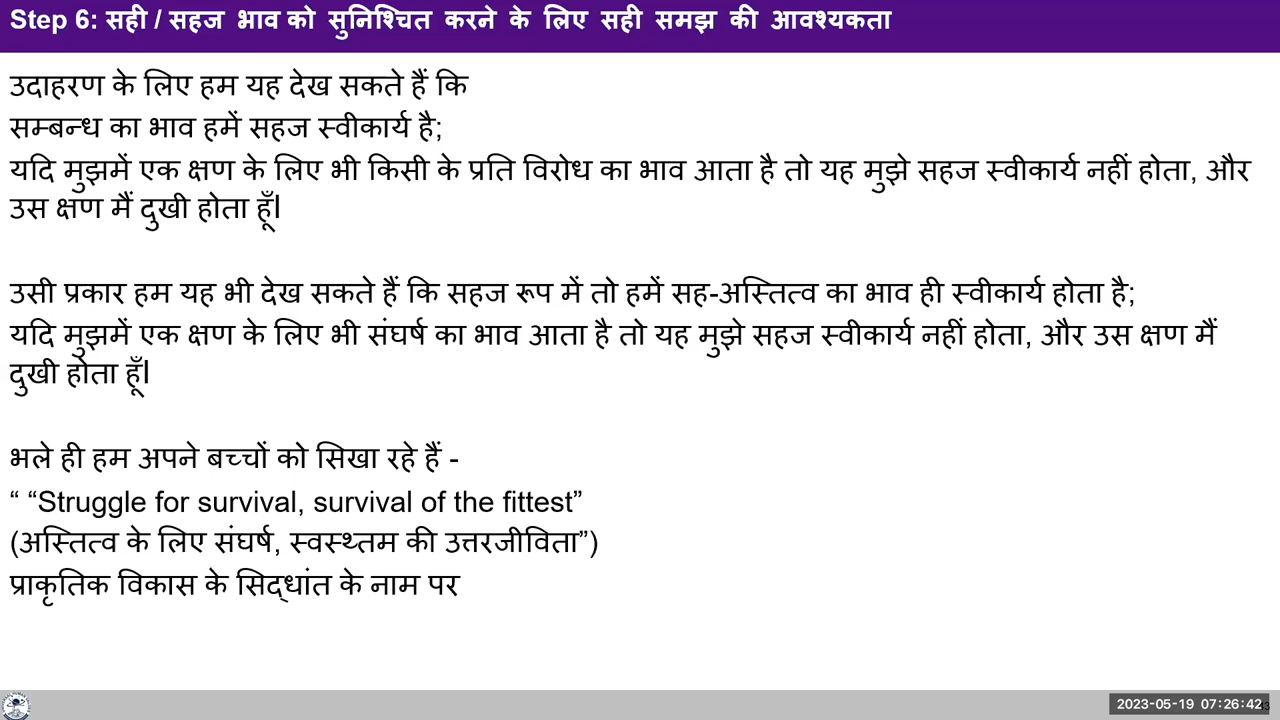 Step 6: सही / सहज भाव को सुनिश्चित करने के लिए सही समझ की आवश्यकता
उदाहरण के लिए हम यह देख सकते हैं कि
सम्बन्ध का भाव हमें सहज स्वीकार्य है;
यदि मुझमें एक क्षण के लिए भी किसी के प्रति विरोध का भाव आता है तो यह मुझे सहज स्वीकार्य नहीं होता, और
उस क्षण मैं दुखी होता हूँ।
उसी प्रकार हम यह भी देख सकते हैं कि सहज रूप में तो हमें सह-अस्तित्व का भाव ही स्वीकार्य होता है;
यदि मुझमें एक क्षण के लिए भी संघर्ष का भाव आता है तो यह मुझे सहज स्वीकार्य नहीं होता, और उस क्षण मैं
दुखी होता हूँ।
भले ही हम अपने बच्चों को सिखा रहे हैं -
“ “Struggle for survival, survival of the fittest”
(अस्तित्व के लिए संघर्ष, स्वस्थ्तम की उत्तरजीविता”)
प्राकृतिक विकास के सिद्धांत के नाम पर
2023-05-19 07:26:42